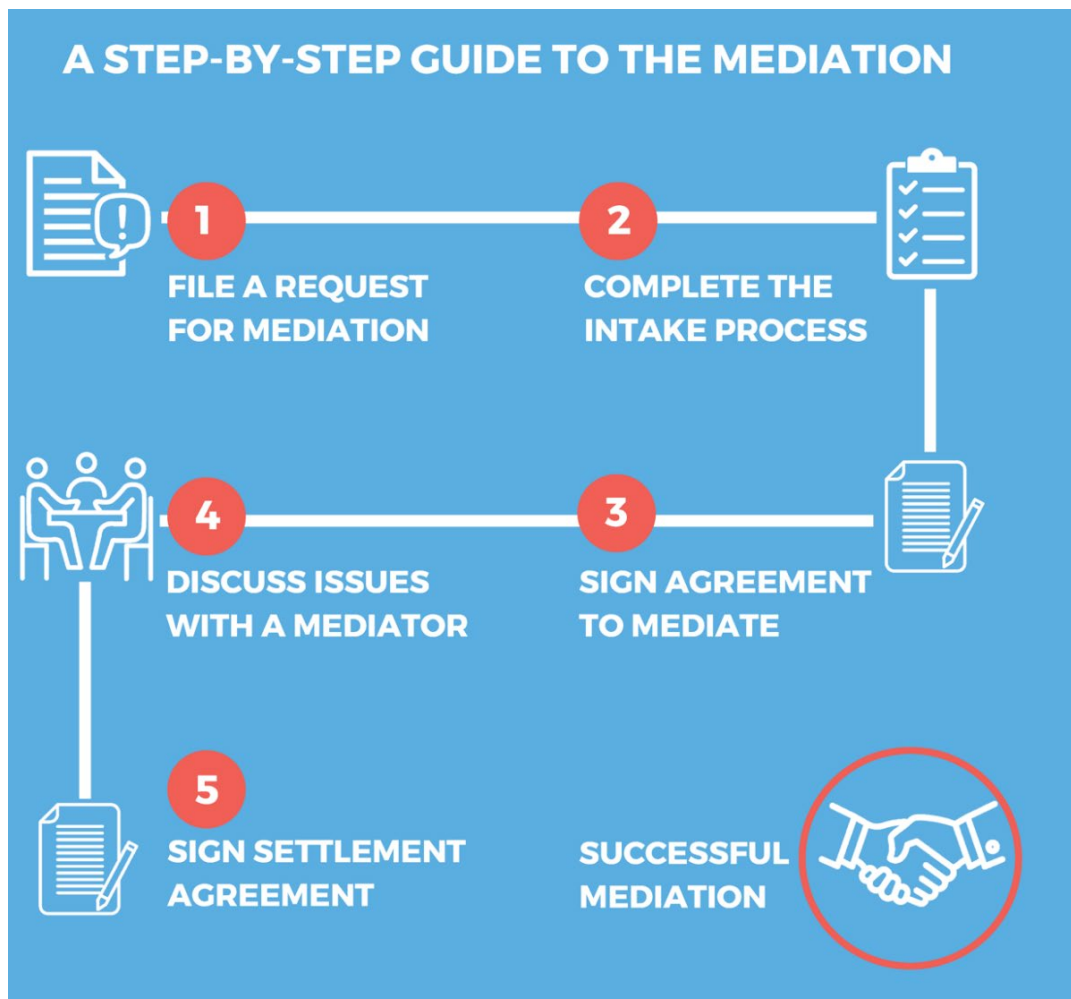 A STEP-BY-STEP GUIDE TO THE MEDIATION
1
FILE A REQUEST
FOR MEDIATION
2
COMPLETE THE
INTAKE PROCESS
3
SIGN AGREEMENT
TO MEDIATE
4
DISCUSS ISSUES
WITH A MEDIATOR
5
SIGN SETTLEMENT
AGREEMENT
SUCCESSFUL
MEDIATION